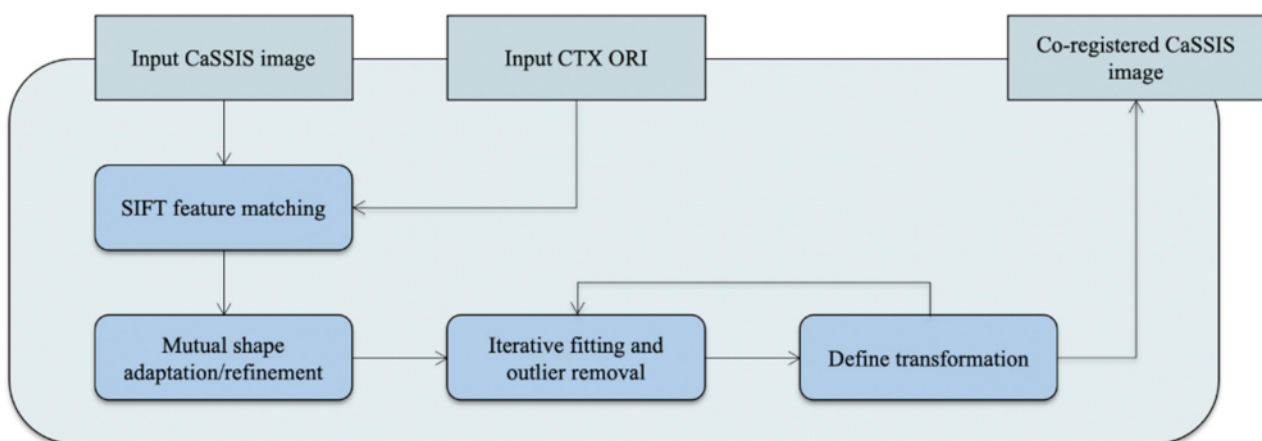 Input CaSSIS image
Input CTX ORI
Co-registered CaSSIS
image
SIFT feature matching
Mutual shape
adaptation/refinement
Iterative fitting and
outlier removal
Define transformation